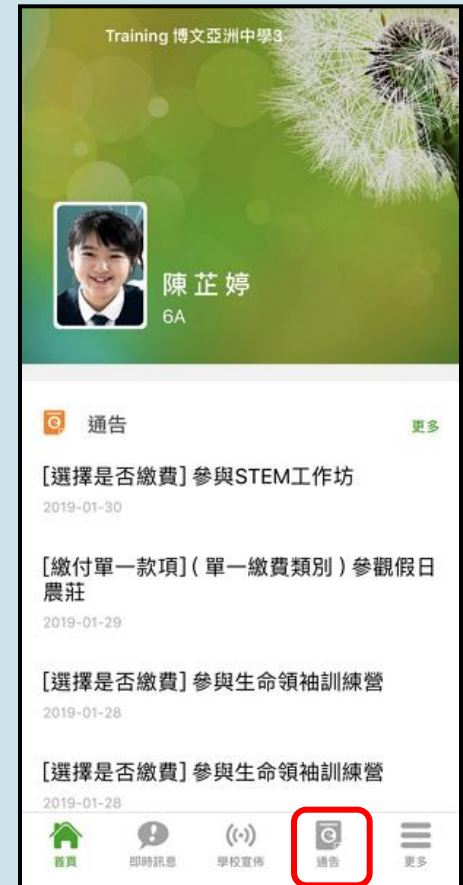 Training 博文亞洲中學3
陳芷婷
6A
通告
更多
[選擇是否繳費] 參與STEM工作坊
2019-01-30
[繳付單一款項] ( 單一繳費類別 ) 參觀假日
農莊
2019-01-29
[選擇是否繳費] 參與生命領袖訓練營
2019-01-28
[選擇是否繳費] 參與生命領袖訓練營
2019-01-28
首頁
即時訊息
學校宣佈
通告
更多